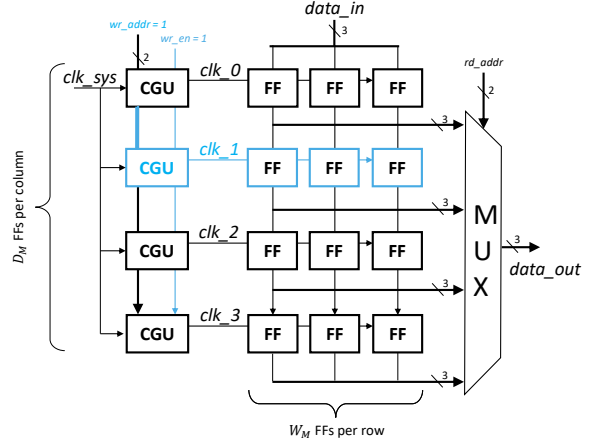 data_in
wr_addr = 1
3
wr_en = 1
rd_addr
2
clk_sys
clk_0
2
CGU
FF
FF
FF
3
clk_1
CGU
FF
FF
FF
3
D_M FFs per column
M
U
X
3
data_out
clk_2
CGU
FF
FF
FF
3
clk_3
CGU
FF
FF
FF
3
W_M FFs per row